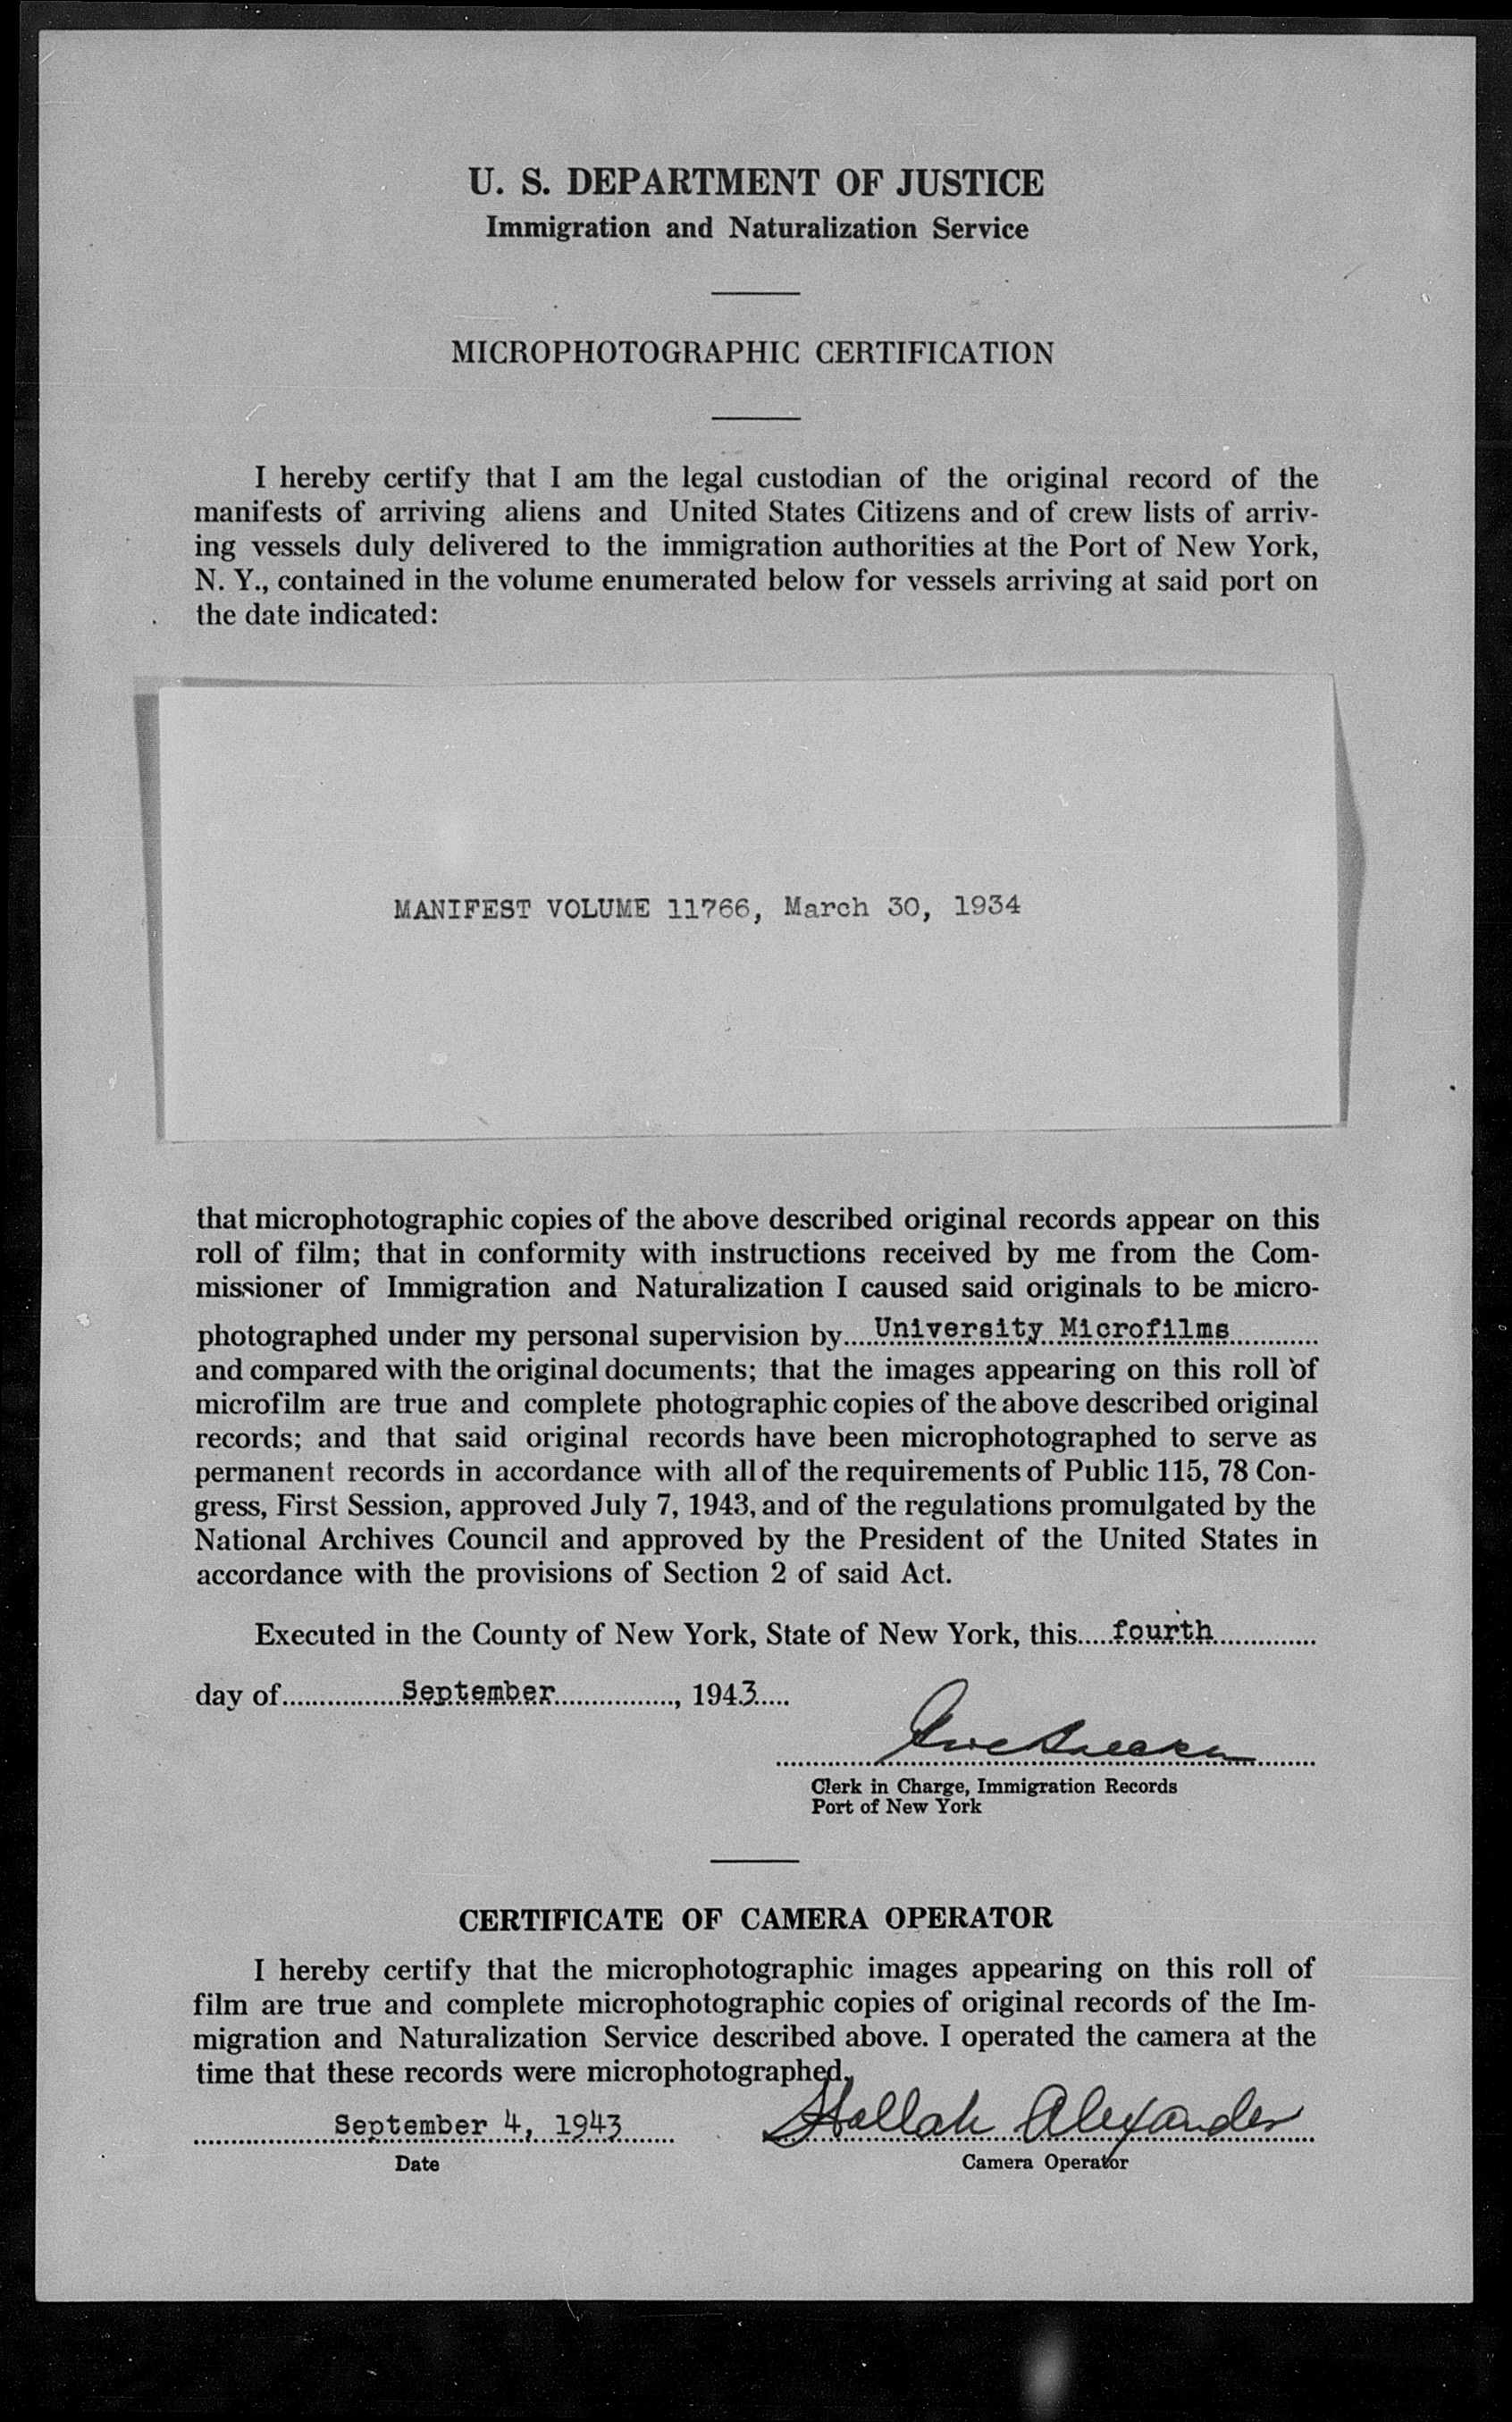 U. S. DEPARTMENT OF JUSTICE
Immigration and Naturalization Service
MICROPHOTOGRAPHIC CERTIFICATION
I hereby certify that I am the legal custodian of the original record of the
manifests of arriving aliens and United States Citizens and of crew lists of arriv-
ing vessels duly delivered to the immigration authorities at the Port of New York,
N. Y., contained in the volume enumerated below for vessels arriving at said port on
the date indicated:
MANIFEST VOLUME 11766, March 30, 1934
that microphotographic copies of the above described original records appear on this
roll of film; that in conformity with instructions received by me from the Com-
missioner of Immigration and Naturalization I caused said originals to be micro-
photographed under my personal supervision by.....University Microfilms............
and compared with the original documents; that the images appearing on this roll of
microfilm are true and complete photographic copies of the above described original
records; and that said original records have been microphotographed to serve as
permanent records in accordance with all of the requirements of Public 115, 78 Con-
gress, First Session, approved July 7, 1943, and of the regulations promulgated by the
National Archives Council and approved by the President of the United States in
accordance with the provisions of Section 2 of said Act.
Executed in the County of New York, State of New York, this.....fourth..............
day of................September................, 1943.....
Clerk in Charge, Immigration Records
Port of New York
CERTIFICATE OF CAMERA OPERATOR
I hereby certify that the microphotographic images appearing on this roll of
film are true and complete microphotographic copies of original records of the Im-
migration and Naturalization Service described above. I operated the camera at the
time that these records were microphotographed.
September 4, 1943 Alexander
Date Camera Operator